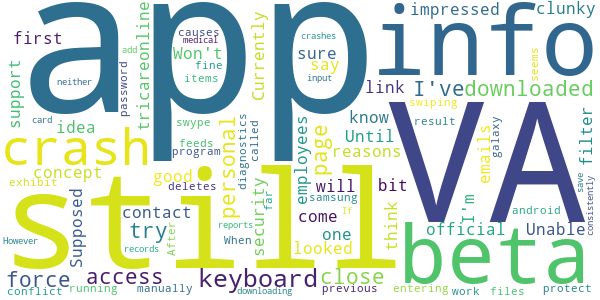 app
info
VA
still
beta
crash
keyboard
impressed
clunky
first
causes
medical
crashes
add
neither
Won't
sure
say
fine
items
input
Currently
tricareonline
password
support
idea
card
swype
feeds
program
link
I've
downloaded
know
Until
reasons
emails
seems
swiping
result
galaxy
filter
save
consistently
concept
exhibit
good
deletes
personal
diagnostics
called
security
far
employees
page
will
bit
samsung
come
one
If
looked
think
I'm
android
official
Unable
Supposed
contact
try
records
After
reports
When
However
force
access
close
previous
entering
work
files
protect
conflict
running
manually
downloading